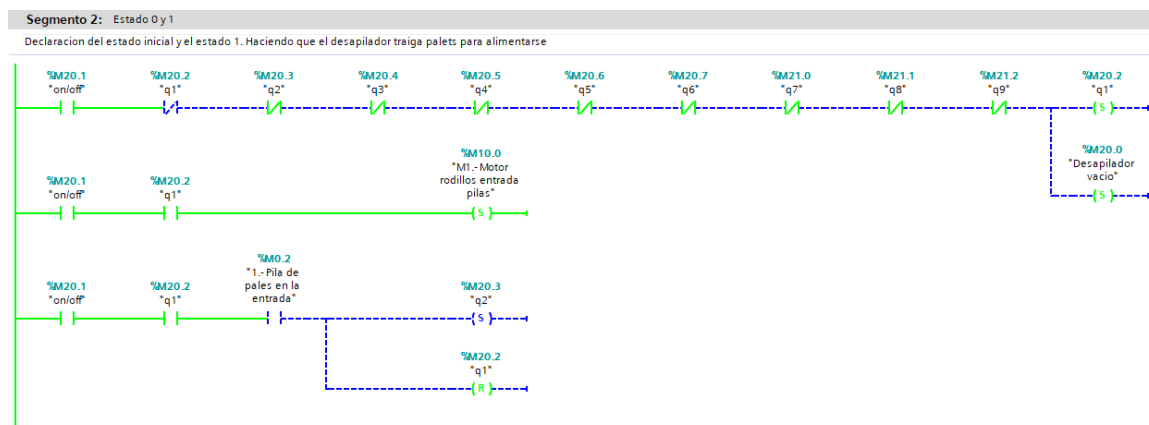 Segmento 2: Estado 0 y 1
Declaracion del estado inicial y el estado 1. Haciendo que el desapilador traiga palets para alimentarse
%M20.1 %M20.2 %M20.3 %M20.4 %M20.5 %M20.6 %M20.7 %M21.0 %M21.1 %M21.2 %M20.2
"on/off" "q1" "q2" "q3" "q4" "q5" "q6" "q7" "q8" "q9" "q1"
S
%M20.0
"Desapilador
vacio"
S
%M10.0
"M1.- Motor
rodillos entrada
pilas"
%M20.1 %M20.2
"on/off" "q1"
S
%M0.2
"1.- Pila de
pales en la
entrada"
%M20.1 %M20.2 %M20.3
"on/off" "q1" "q2"
S
%M20.2
"q1"
R